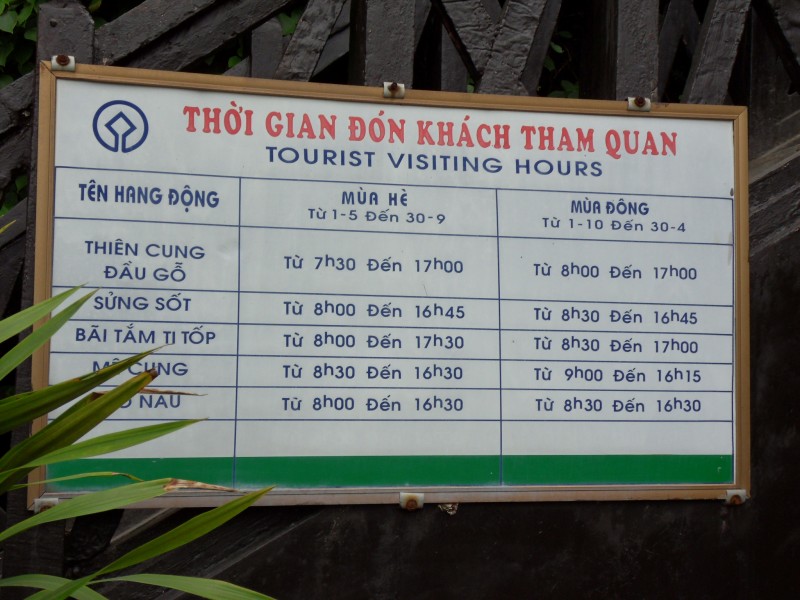 THỜI GIAN ĐÓN KHÁCH THAM QUAN
TOURIST VISITING HOURS
TÊN HANG ĐỘNG
MÙA HÈ
TỪ 1-5 ĐẾN 30-9
MÙA ĐÔNG
TỪ 1-10 ĐẾN 30-4
THIÊN CUNG
ĐẦU GỖ
TỪ 7h30 ĐẾN 17h00
TỪ 8h00 ĐẾN 17h00
SỬNG SỐT
TỪ 8h00 ĐẾN 16h45
TỪ 8h30 ĐẾN 16h45
BÃI TẮM TI TỐP
TỪ 8h00 ĐẾN 17h30
TỪ 8h30 ĐẾN 17h00
CUNG
TỪ 8h30 ĐẾN 16h30
TỪ 9h00 ĐẾN 16h15
NÂU
TỪ 8h00 ĐẾN 16h30
TỪ 8h30 ĐẾN 16h30